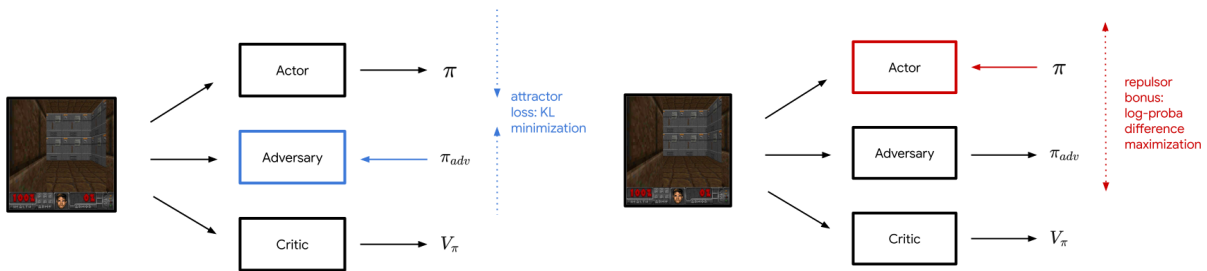 Actor
π
attractor
loss: KL
minimization
Adversary
π_adv
Critic
V_π
Actor
π
repulsor
bonus:
log-proba
difference
maximization
Adversary
π_adv
Critic
V_π